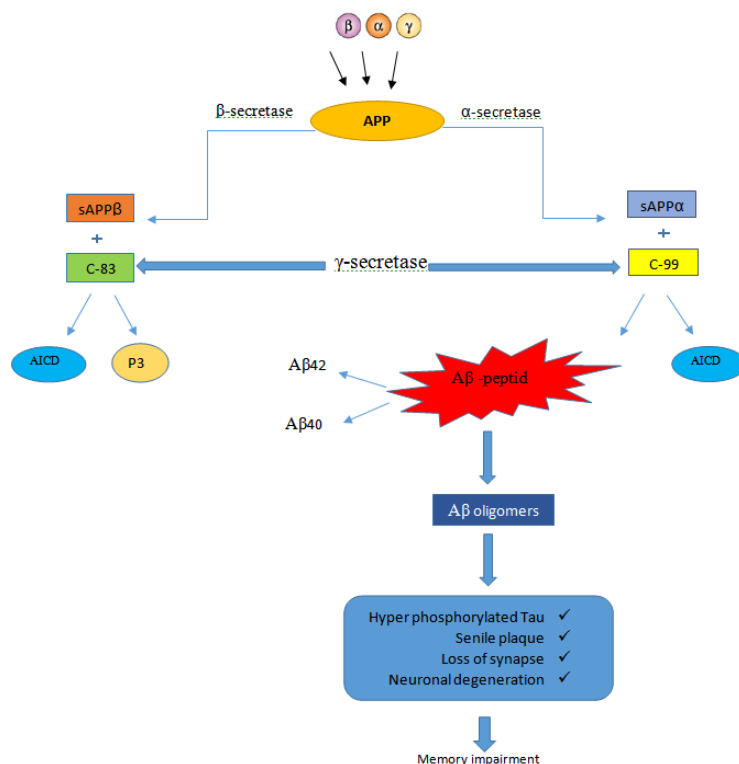 β α γ
β-secretase
α-secretase
APP
sAPPβ
sAPPα
+
+
C-83
γ-secretase
C-99
AICD
P3
Aβ42
Aβ -peptid
AICD
Aβ40
Aβ oligomers
Hyper phosphorylated Tau ✓
Senile plaque ✓
Loss of synapse ✓
Neuronal degeneration ✓
Memory impairment